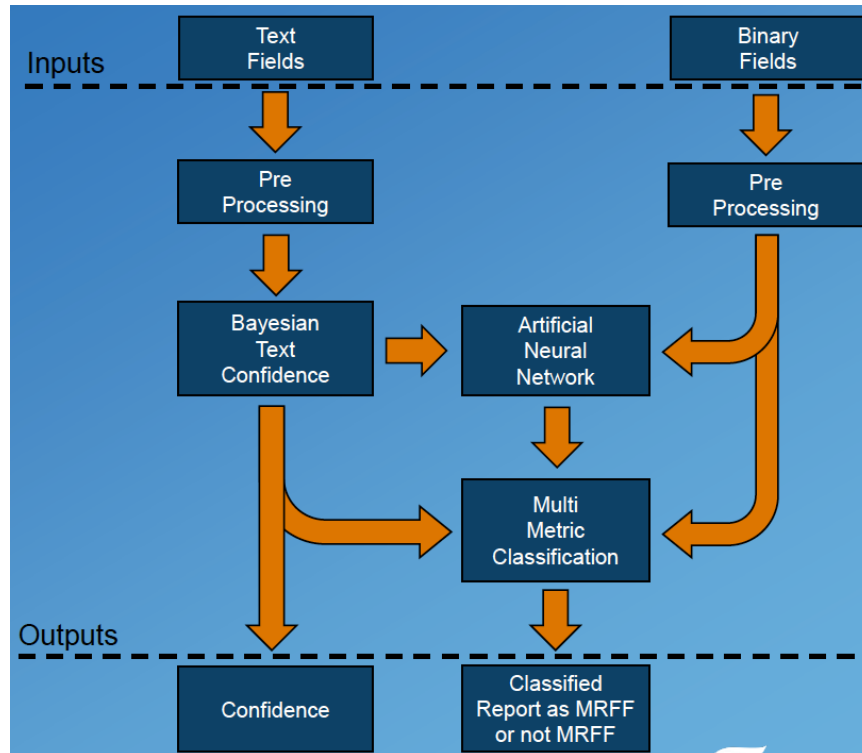 Text
Fields
Binary
Fields
Inputs
Pre
Processing
Pre
Processing
Bayesian
Text
Confidence
Artificial
Neural
Network
Multi
Metric
Classification
Outputs
Confidence
Classified
Report as MRFF
or not MRFF